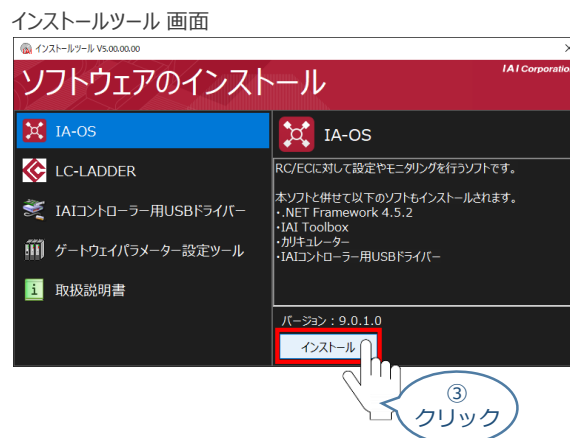 インストールツール 画面
インストールツール V5.00.00.00
ソフトウェアのインストール
IAI Corporatio
IA-OS
LC-LADDER
IAIコントローラー用USBドライバー
ゲートウェイパラメーター設定ツール
取扱説明書
IA-OS
RC/ECに対して設定やモニタリングを行うソフトです。
本ソフトと併せて以下のソフトもインストールされます。
・.NET Framework 4.5.2
・IAI Toolbox
・カリキュレーター
・IAIコントローラー用USBドライバー
バージョン：9.0.1.0
インストール
③
クリック